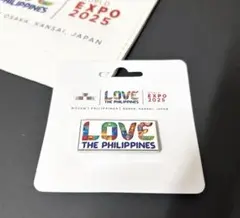 EXPO
2025
OSAKA, KANSAI, JAPAN
LOVE
THE PHILIPPINES
EXPO
2025
LOVE
THE PHILIPPINES